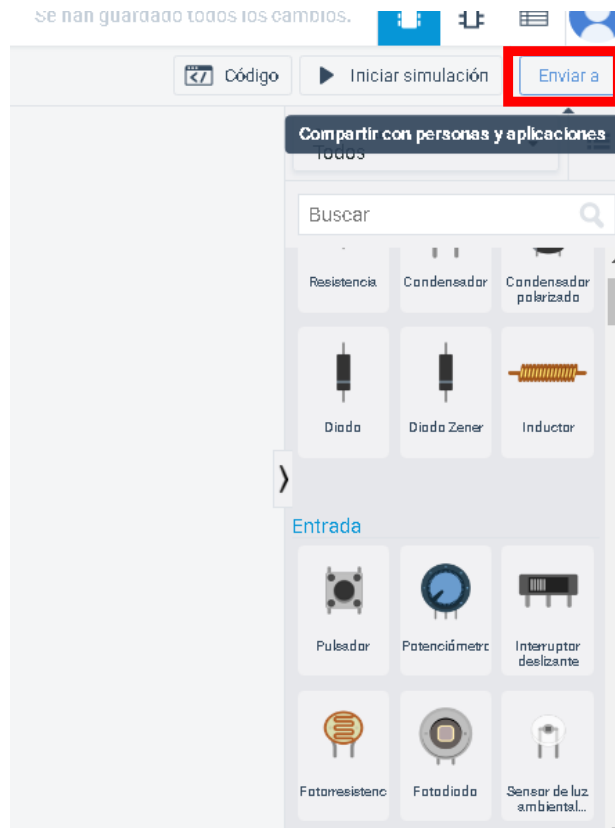 Se han guardado todos los cambios.
Código
Iniciar simulación
Enviar a
Compartir con personas y aplicaciones
Todos
Buscar
Resistencia
Condensador
Condensador
polarizado
Diodo
Diodo Zener
Inductor
Entrada
Pulsador
Potenciómetro
Interruptor
deslizante
Fotorresistenc
Fotodiodo
Sensor de luz
ambiental...